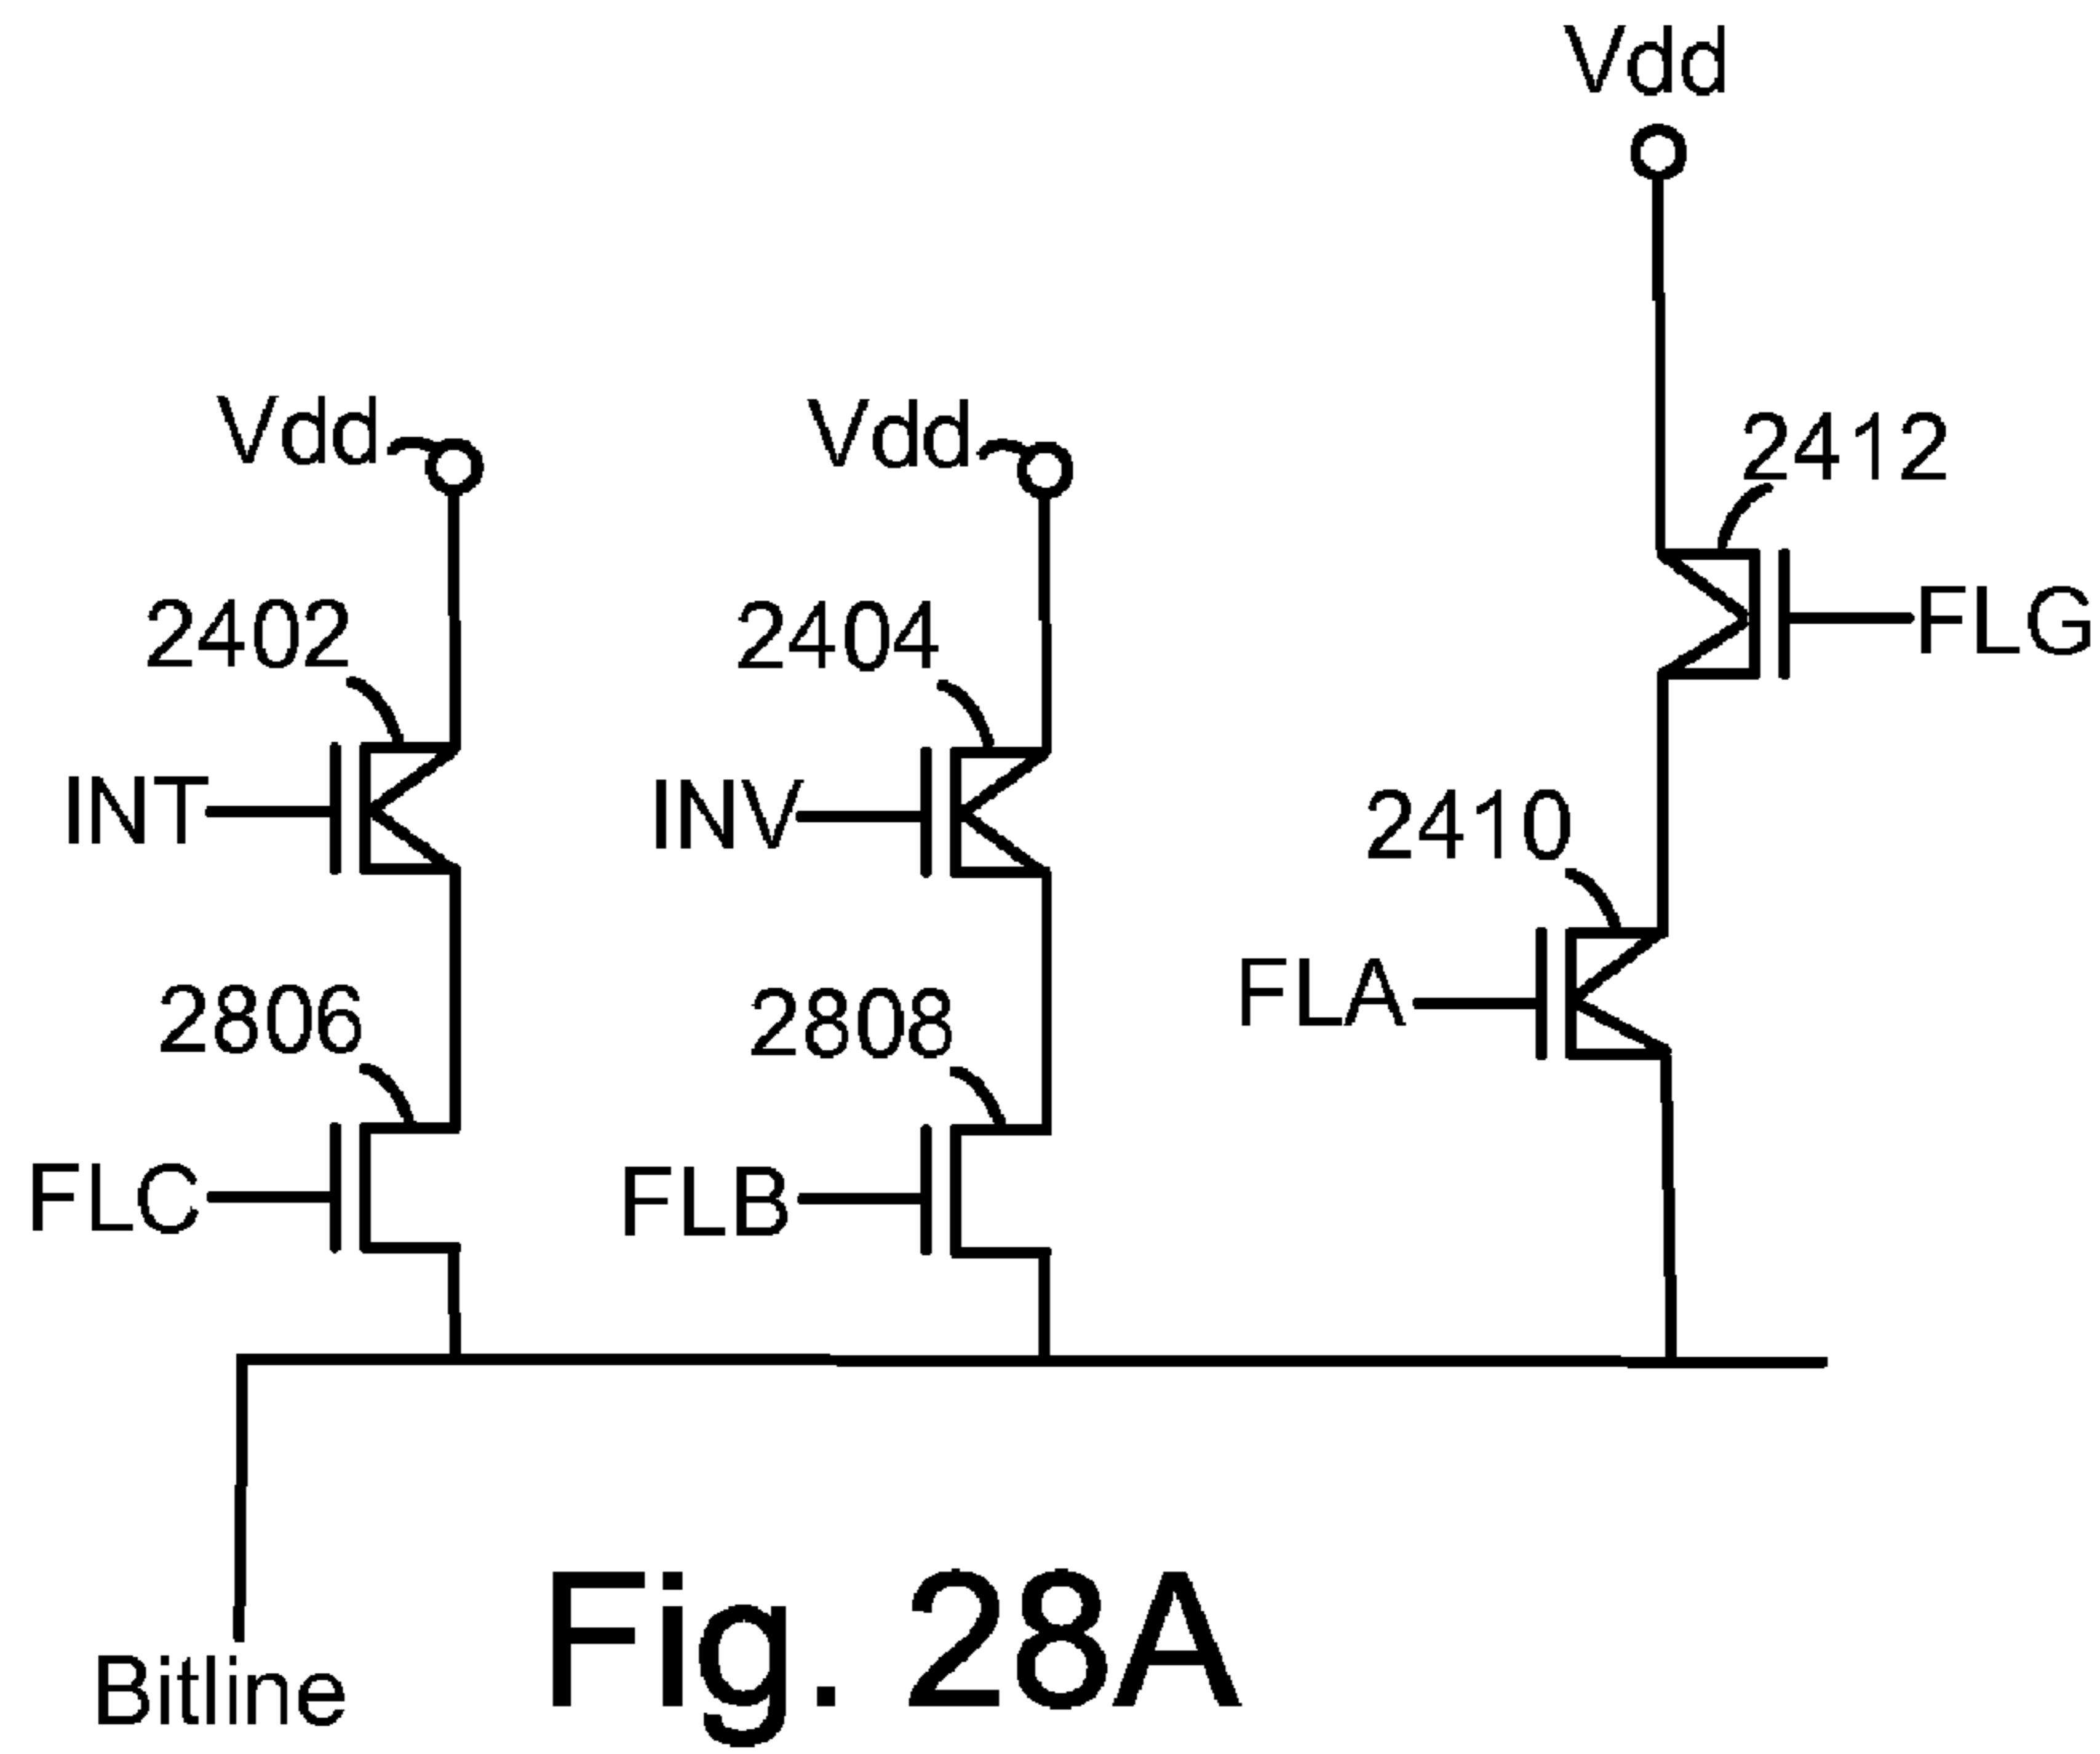 Vdd
Vdd
Vdd
2412
2402
2404
FLG
INT
INV
2410
2806
2808
FLA
FLC
FLB
Bitline
Fig. 28A